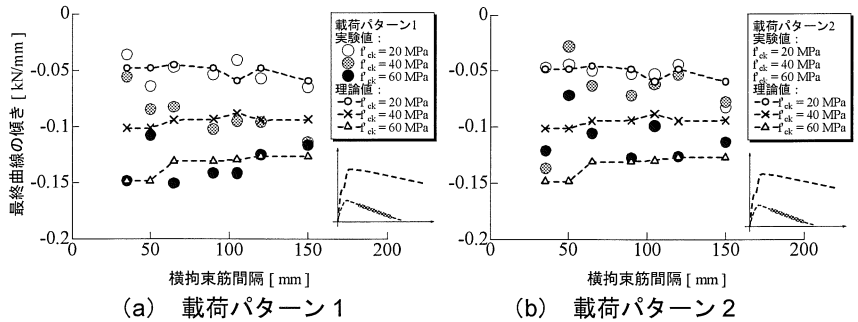 最終曲線の傾き [ kN/mm ]
0
-0.05
-0.1
-0.15
-0.2
0
50
100
150
200
横拘束筋間隔 [ mm ]
載荷パターン1
実験値：
f'ck = 20 MPa
f'ck = 40 MPa
f'ck = 60 MPa
理論値：
f'ck = 20 MPa
f'ck = 40 MPa
f'ck = 60 MPa
(a) 載荷パターン1
0
-0.05
-0.1
-0.15
-0.2
0
50
100
150
200
横拘束筋間隔 [ mm ]
載荷パターン2
実験値：
f'ck = 20 MPa
f'ck = 40 MPa
f'ck = 60 MPa
理論値：
f'ck = 20 MPa
f'ck = 40 MPa
f'ck = 60 MPa
(b) 載荷パターン2